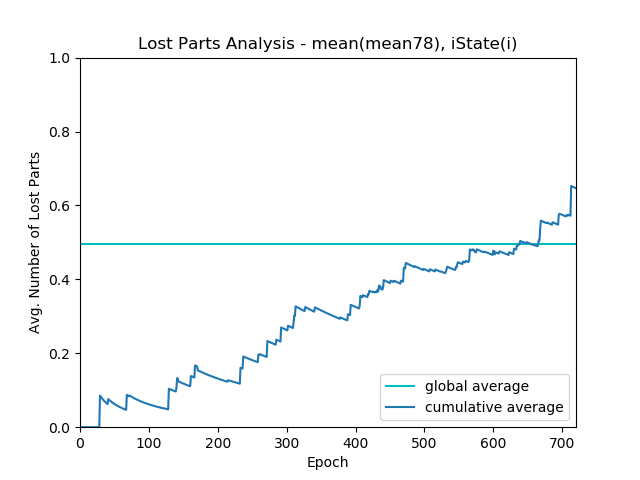 Lost Parts Analysis - mean(mean78), iState(i)
1.0
0.8
0.6
0.4
0.2
0.0
Avg. Number of Lost Parts
0 100 200 300 400 500 600 700
Epoch
global average
cumulative average